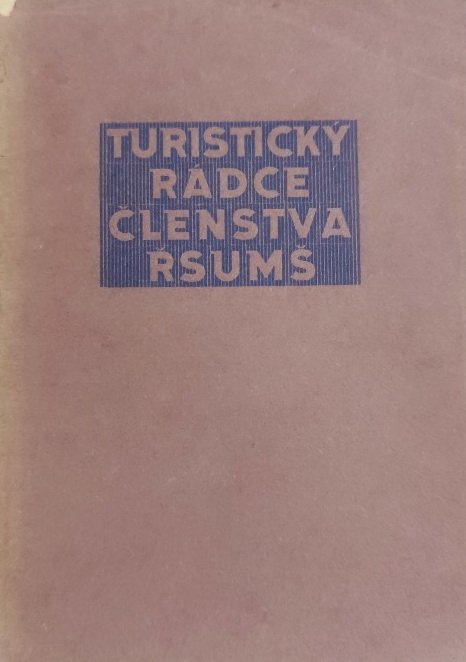 TURISTICKÝ
RÁDCE
ČLENSTVA
ŘSUMŠ